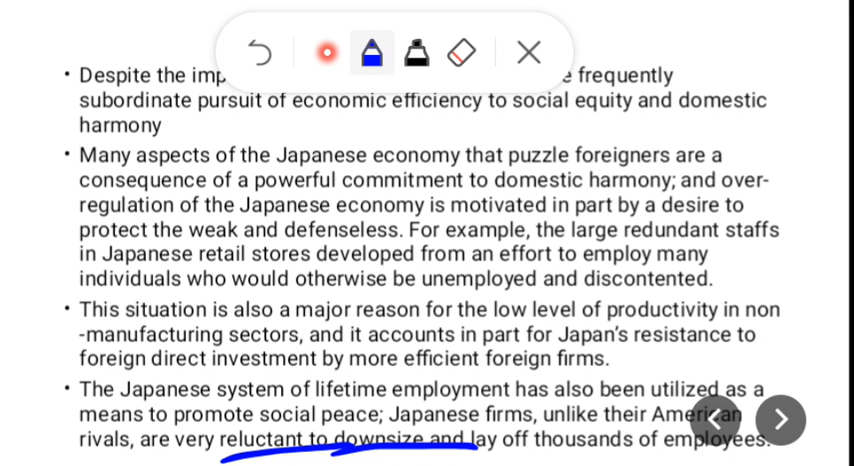 • Despite the imp e frequently
subordinate pursuit of economic efficiency to social equity and domestic
harmony
• Many aspects of the Japanese economy that puzzle foreigners are a
consequence of a powerful commitment to domestic harmony; and over-
regulation of the Japanese economy is motivated in part by a desire to
protect the weak and defenseless. For example, the large redundant staffs
in Japanese retail stores developed from an effort to employ many
individuals who would otherwise be unemployed and discontented.
• This situation is also a major reason for the low level of productivity in non
-manufacturing sectors, and it accounts in part for Japan's resistance to
foreign direct investment by more efficient foreign firms.
• The Japanese system of lifetime employment has also been utilized as a
means to promote social peace; Japanese firms, unlike their American
rivals, are very reluctant to downsize and lay off thousands of employees.